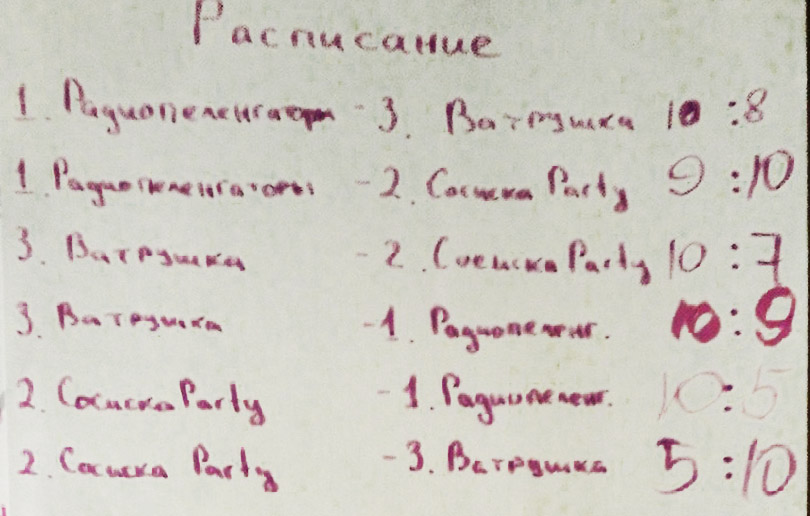 Расписание
1. Радиопеленгаторы - 3. Ватрушка 10 : 8
1. Радиопеленгаторы - 2. Сосиска Party 9 : 10
3. Ватрушка - 2. Сосиска Party 10 : 7
3. Ватрушка - 1. Радиопеленг. 10 : 9
2. Сосиска Party - 1. Радиопеленг. 10 : 5
2. Сосиска Party - 3. Ватрушка 5 : 10